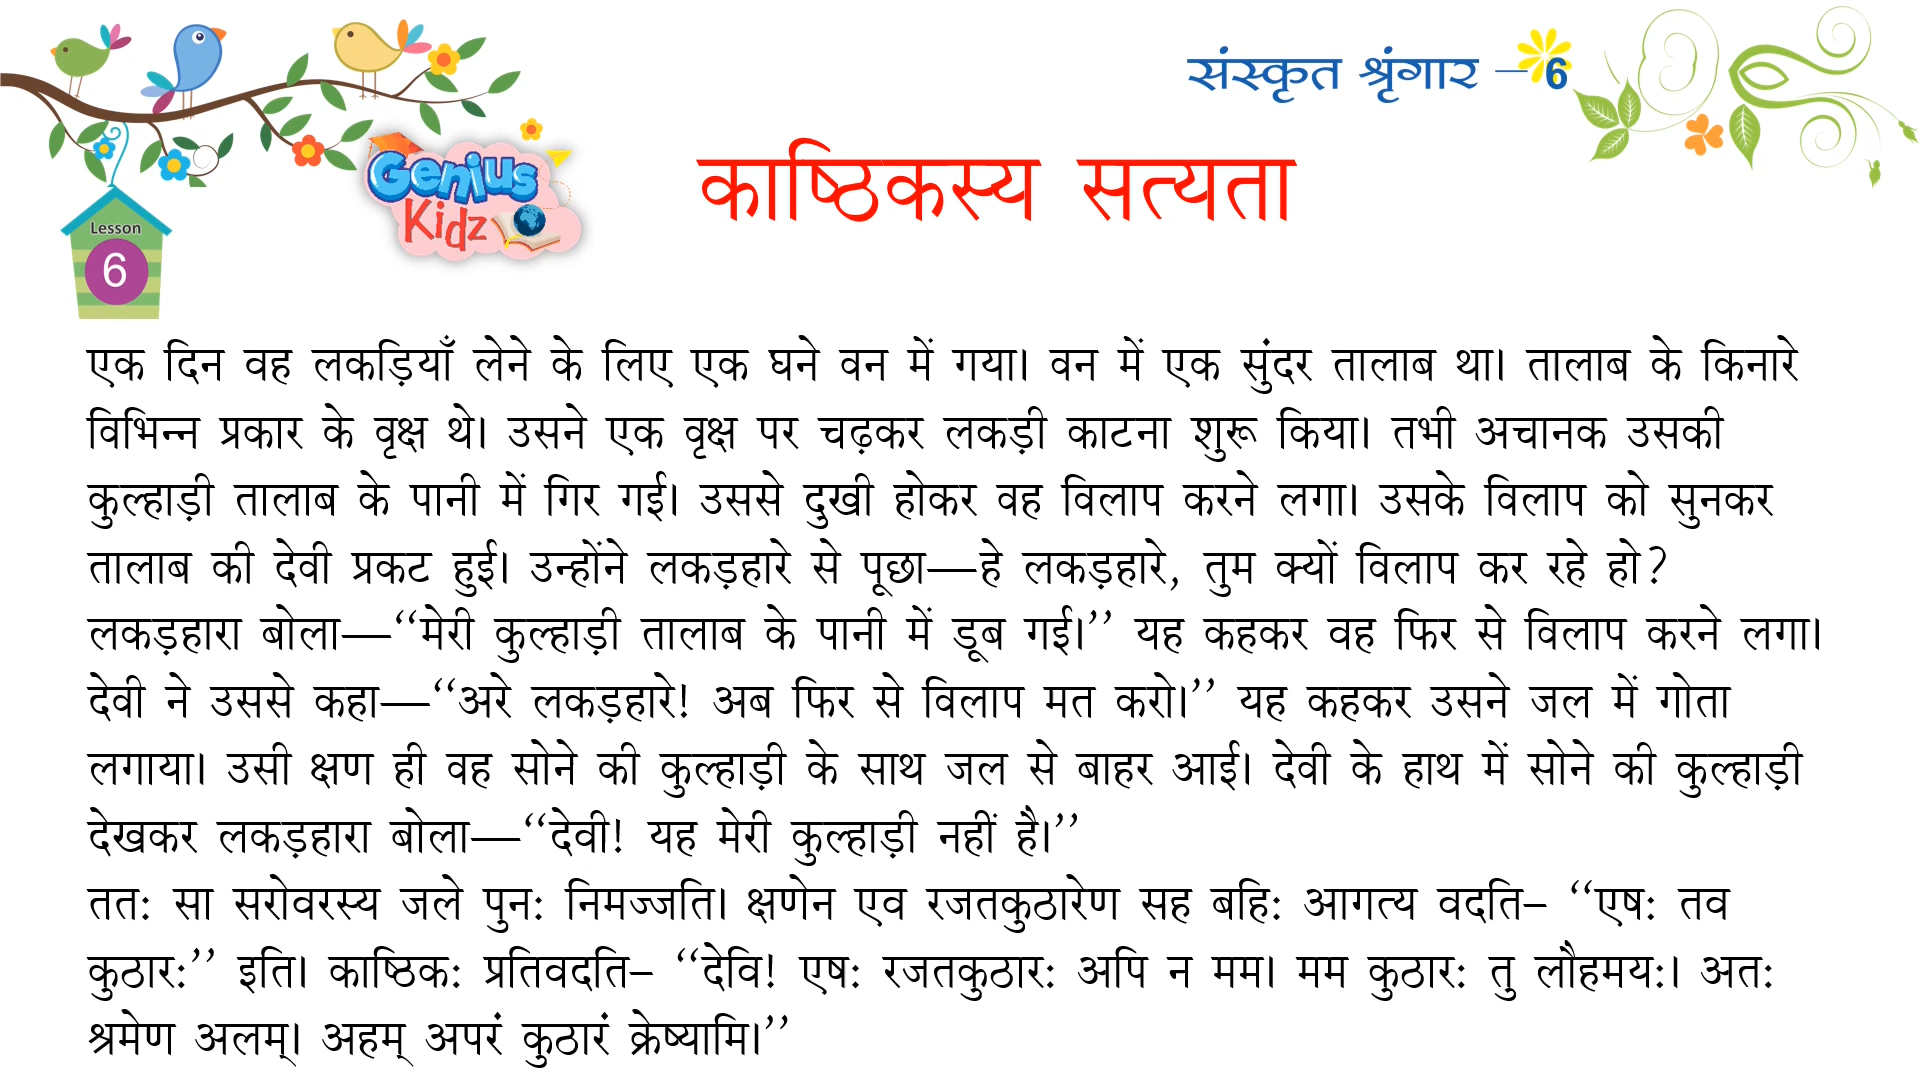 संस्कृत श्रृंगार – 6
Genius
Kidz
काष्ठिकस्य सत्यता
Lesson
6
एक दिन वह लकड़ियाँ लेने के लिए एक घने वन में गया। वन में एक सुंदर तालाब था। तालाब के किनारे
विभिन्न प्रकार के वृक्ष थे। उसने एक वृक्ष पर चढ़कर लकड़ी काटना शुरू किया। तभी अचानक उसकी
कुल्हाड़ी तालाब के पानी में गिर गई। उससे दुखी होकर वह विलाप करने लगा। उसके विलाप को सुनकर
तालाब की देवी प्रकट हुई। उन्होंने लकड़हारे से पूछा—हे लकड़हारे, तुम क्यों विलाप कर रहे हो?
लकड़हारा बोला—‘‘मेरी कुल्हाड़ी तालाब के पानी में डूब गई।’’ यह कहकर वह फिर से विलाप करने लगा।
देवी ने उससे कहा—‘‘अरे लकड़हारे! अब फिर से विलाप मत करो।’’ यह कहकर उसने जल में गोता
लगाया। उसी क्षण ही वह सोने की कुल्हाड़ी के साथ जल से बाहर आई। देवी के हाथ में सोने की कुल्हाड़ी
देखकर लकड़हारा बोला—‘‘देवी! यह मेरी कुल्हाड़ी नहीं है।’’
ततः सा सरोवरस्य जले पुनः निमज्जति। क्षणेन एव रजतकुठारेण सह बहिः आगत्य वदति– ‘‘एषः तव
कुठारः’’ इति। काष्ठिकः प्रतिवदति– ‘‘देवि! एषः रजतकुठारः अपि न मम। मम कुठारः तु लौहमयः। अतः
श्रमेण अलम्। अहम् अपरं कुठारं क्रेष्यामि।’’